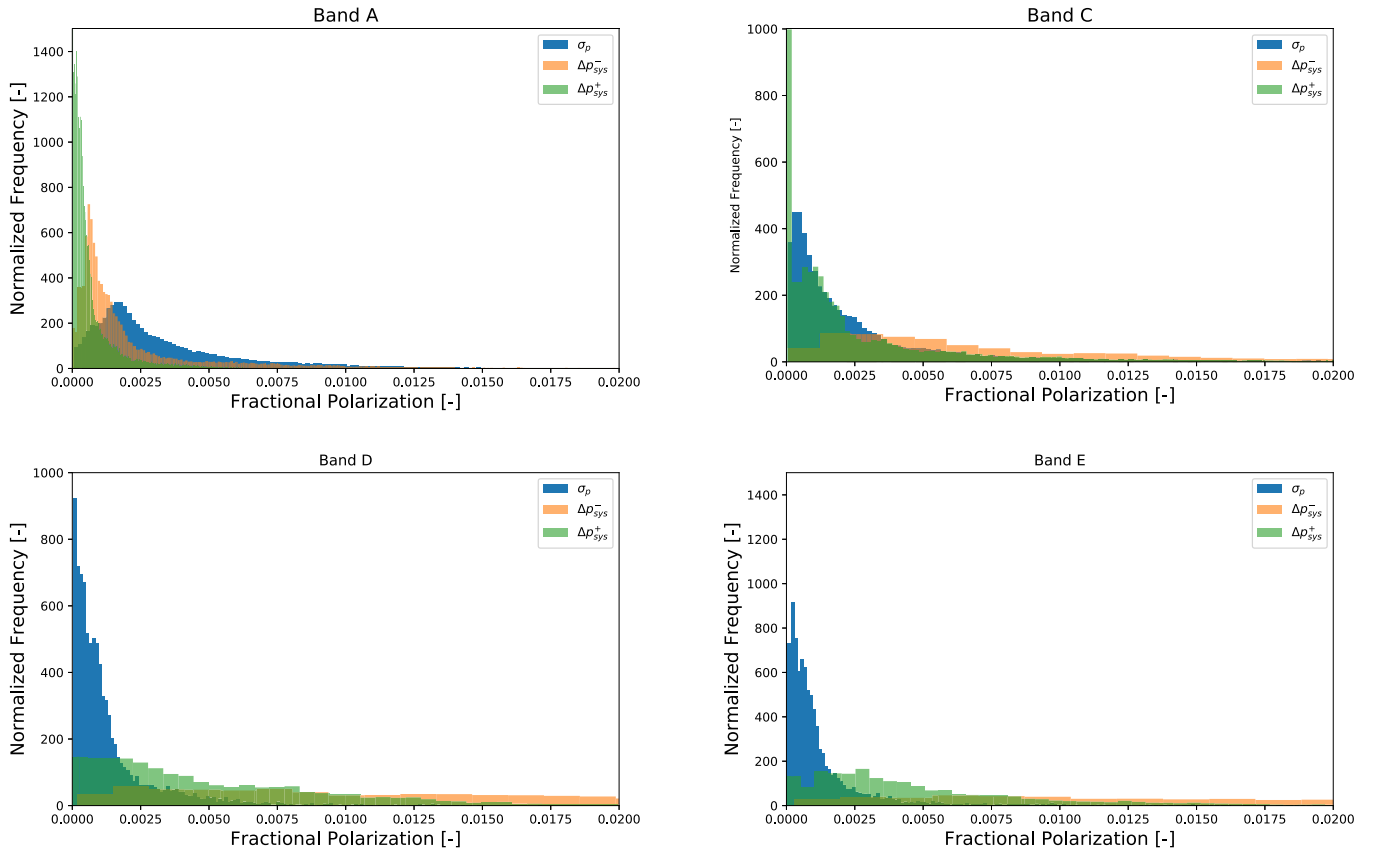 Band A
Normalized Frequency [-]
1400
1200
1000
800
600
400
200
0
σp
Δp−sys
Δp+sys
0.0000 0.0025 0.0050 0.0075 0.0100 0.0125 0.0150 0.0175 0.0200
Fractional Polarization [-]
Band C
Normalized Frequency [-]
1000
800
600
400
200
0
σp
Δp−sys
Δp+sys
0.0000 0.0025 0.0050 0.0075 0.0100 0.0125 0.0150 0.0175 0.0200
Fractional Polarization [-]
Band D
Normalized Frequency [-]
1000
800
600
400
200
0
σp
Δp−sys
Δp+sys
0.0000 0.0025 0.0050 0.0075 0.0100 0.0125 0.0150 0.0175 0.0200
Fractional Polarization [-]
Band E
Normalized Frequency [-]
1400
1200
1000
800
600
400
200
0
σp
Δp−sys
Δp+sys
0.0000 0.0025 0.0050 0.0075 0.0100 0.0125 0.0150 0.0175 0.0200
Fractional Polarization [-]